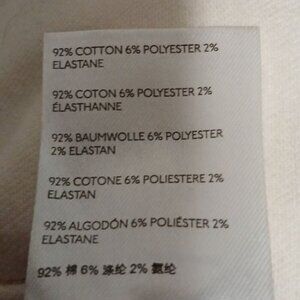 92% COTTON 6% POLYESTER 2%
ELASTANE
92% COTON 6% POLYESTER 2%
ÉLASTHANNE
92% BAUMWOLLE 6% POLYESTER
2% ELASTAN
92% COTONE 6% POLIESTERE 2%
ELASTAN
92% ALGODÓN 6% POLIÉSTER 2%
ELASTANE
92% 棉 6% 涤纶 2% 氨纶